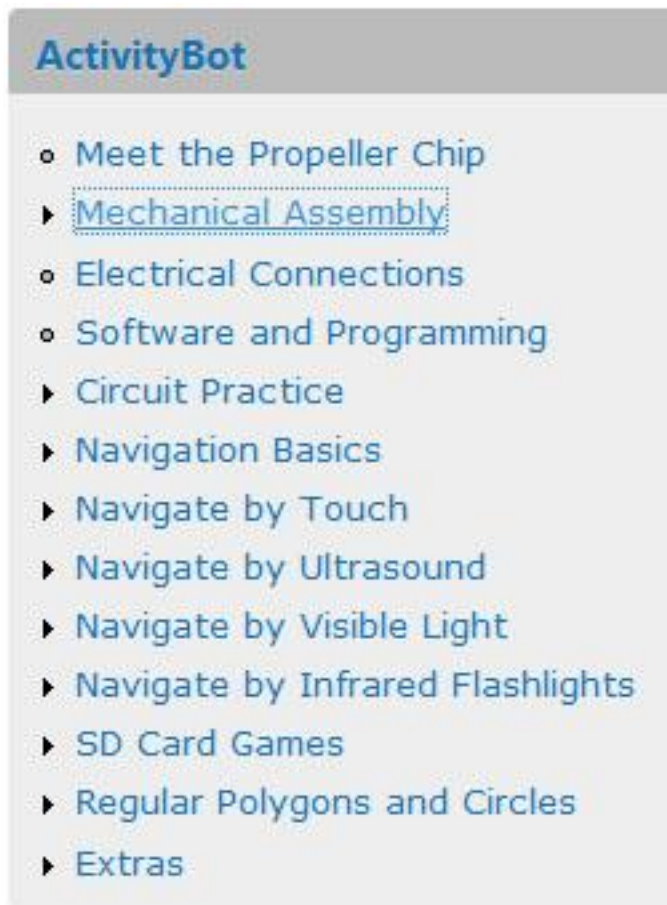 ActivityBot
Meet the Propeller Chip
Mechanical Assembly
Electrical Connections
Software and Programming
Circuit Practice
Navigation Basics
Navigate by Touch
Navigate by Ultrasound
Navigate by Visible Light
Navigate by Infrared Flashlights
SD Card Games
Regular Polygons and Circles
Extras